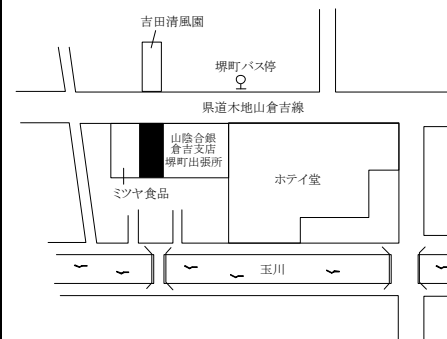 吉田清風園
堺町バス停
県道木地山倉吉線
山陰合銀
倉吉支店
堺町出張所
ホテイ堂
ミツヤ食品
玉川